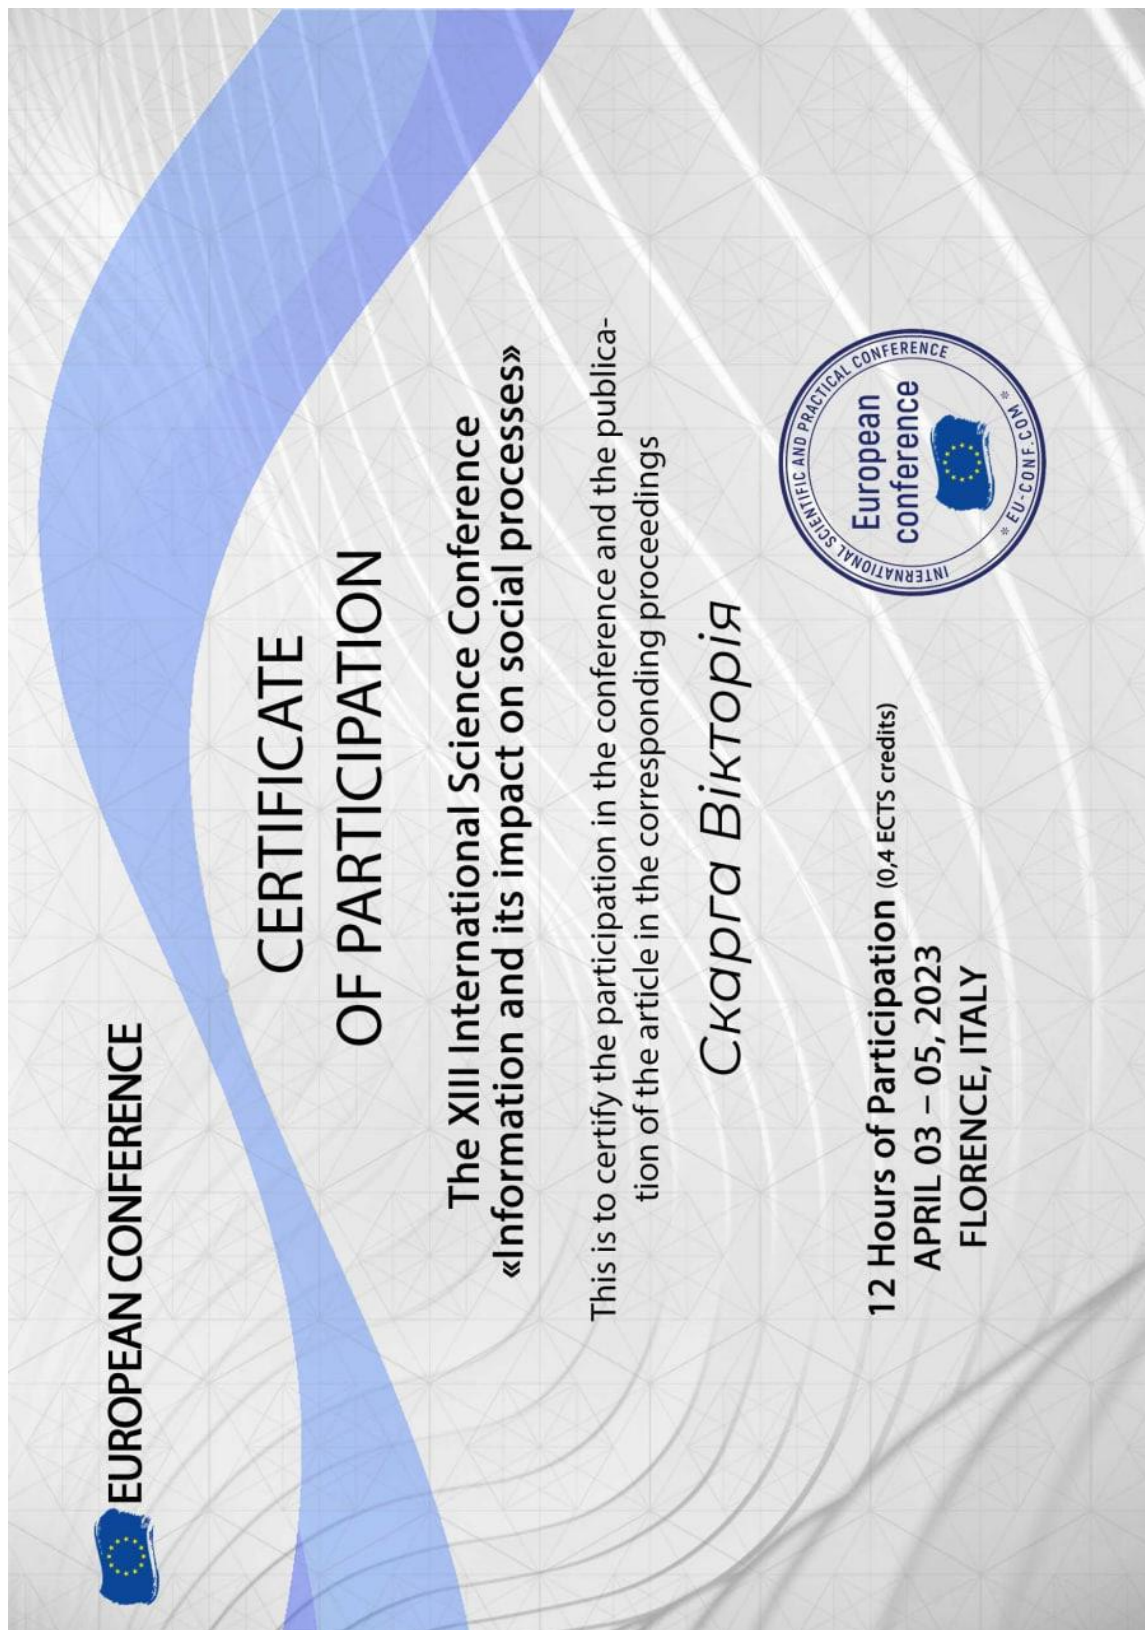 EUROPEAN CONFERENCE
CERTIFICATE
OF PARTICIPATION
The XIII International Science Conference
«Information and its impact on social processes»
This is to certify the participation in the conference and the publica-
tion of the article in the corresponding proceedings
Скарга Вікторія
12 Hours of Participation (0,4 ECTS credits)
APRIL 03 – 05, 2023
FLORENCE, ITALY
INTERNATIONAL SCIENTIFIC AND PRACTICAL CONFERENCE
European
conference
* EU-CONF.COM *